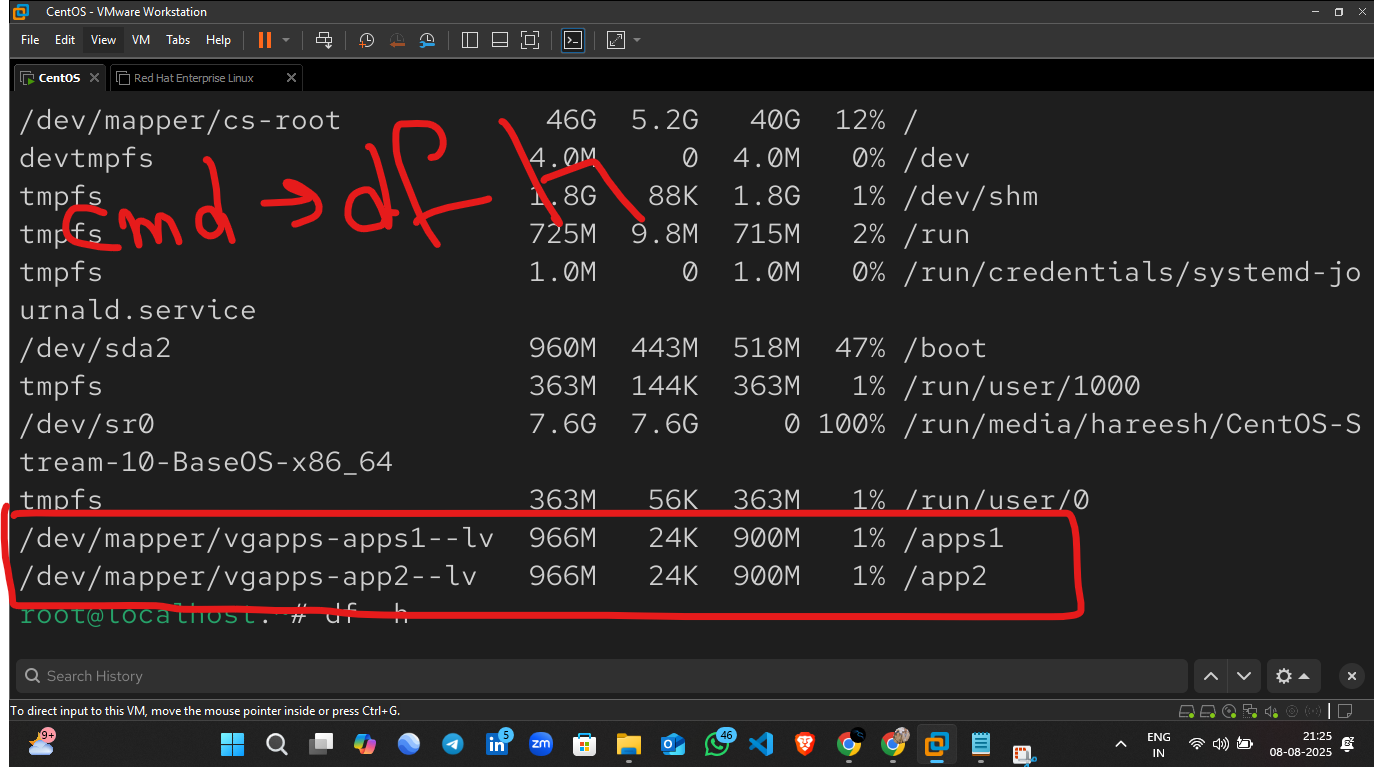 CentOS - VMware Workstation
File Edit View VM Tabs Help
CentOS Red Hat Enterprise Linux
/dev/mapper/cs-root 46G 5.2G 40G 12% /
devtmpfs 4.0M 0 4.0M 0% /dev
tmpfs 1.8G 88K 1.8G 1% /dev/shm
cmd → df h
tmpfs 725M 9.8M 715M 2% /run
tmpfs 1.0M 0 1.0M 0% /run/credentials/systemd-jo
urnald.service
/dev/sda2 960M 443M 518M 47% /boot
tmpfs 363M 144K 363M 1% /run/user/1000
/dev/sr0 7.6G 7.6G 0 100% /run/media/hareesh/CentOS-S
tream-10-BaseOS-x86_64
tmpfs 363M 56K 363M 1% /run/user/0
/dev/mapper/vgapps-apps1--lv 966M 24K 900M 1% /apps1
/dev/mapper/vgapps-app2--lv 966M 24K 900M 1% /app2
root@localhost:~# df -h
Search History
To direct input to this VM, move the mouse pointer inside or press Ctrl+G.
9+ in 5 zm 46 ENG 21:25
IN 08-08-2025